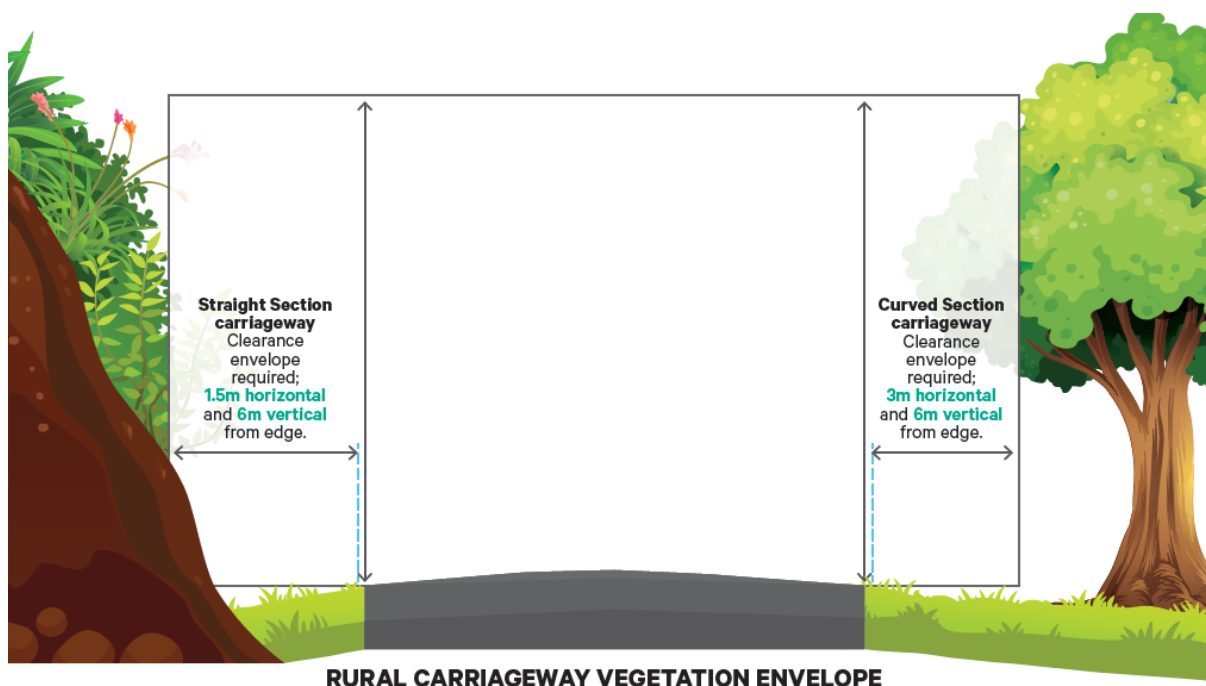 Straight Section
carriageway
Clearance
envelope
required;
1.5m horizontal
and 6m vertical
from edge.
Curved Section
carriageway
Clearance
envelope
required;
3m horizontal
and 6m vertical
from edge.
RURAL CARRIAGEWAY VEGETATION ENVELOPE